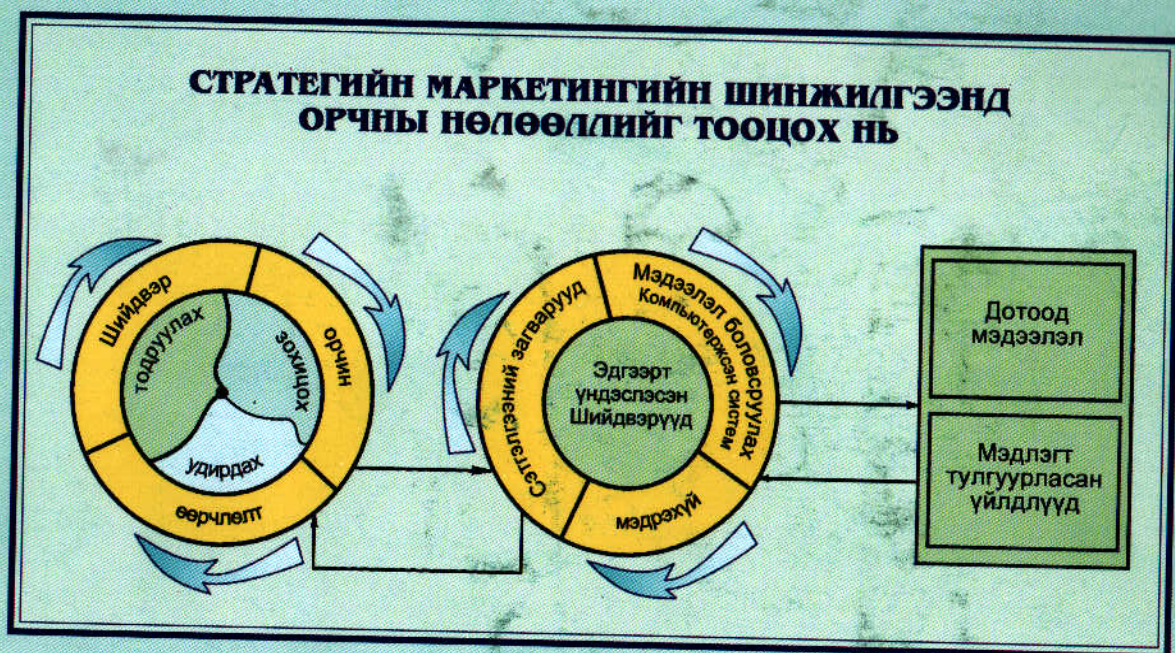 СТРАТЕГИЙН МАРКЕТИНГИЙН ШИНЖИЛГЭЭНД
ОРЧНЫ НӨЛӨӨЛЛИЙГ ТООЦОХ НЬ
Шийдвэр
орчин
өөрчлөлт
тодруулах
зохицох
удирдах
Сэтгэлгээний загварууд
Мэдээлэл боловсруулах
Компьютержсэн систем
мэдрэхүй
Эдгээрт
үндэслэсэн
Шийдвэрүүд
Дотоод
мэдээлэл
Мэдлэгт
тулгуурласан
үйлдлүүд